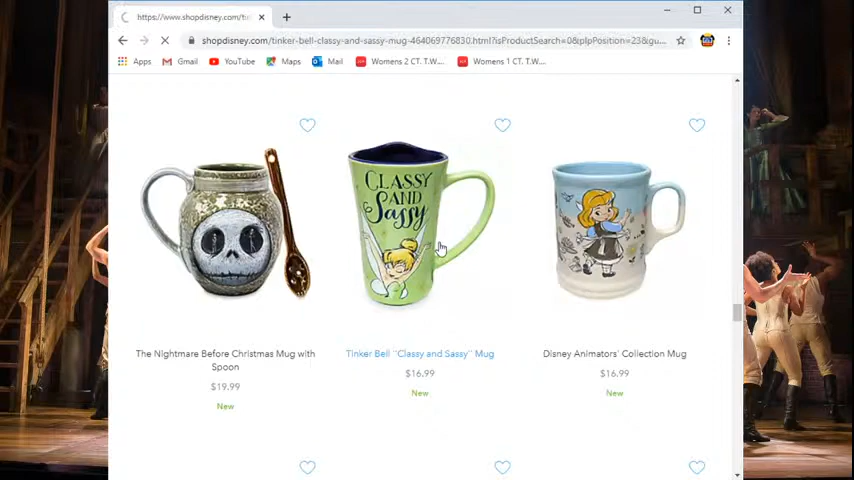 https://www.shopdisney.com/tin
shopdisney.com/tinker-bell-classy-and-sassy-mug-464069776830.html?isProductSearch=0&plpPosition=23&gu...
Apps Gmail YouTube Maps Mail Womens 2 CT. T.W... Womens 1 CT. T.W...
CLASSY
AND
Sassy
The Nightmare Before Christmas Mug with
Spoon
$19.99
New
Tinker Bell "Classy and Sassy" Mug
$16.99
New
Disney Animators' Collection Mug
$16.99
New